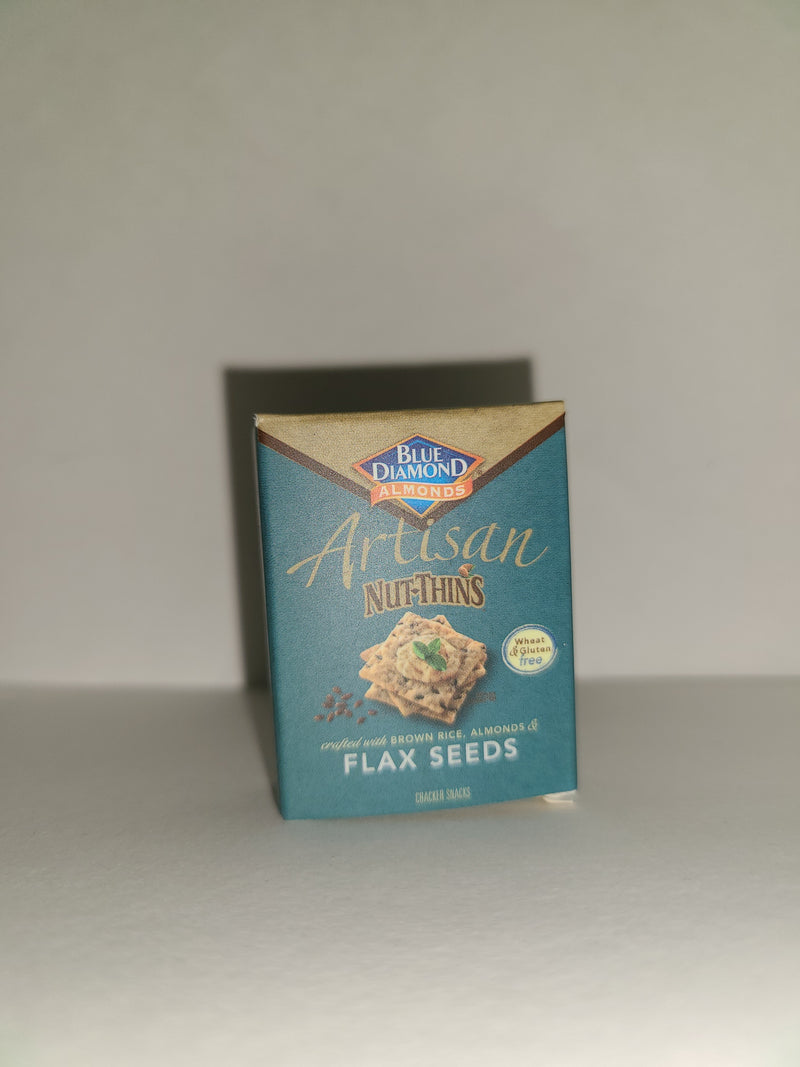 BLUE
DIAMOND
ALMONDS
Artisan
NUT-THINS
Wheat
& Gluten
free
crafted with BROWN RICE, ALMONDS &
FLAX SEEDS
CRACKER SNACKS